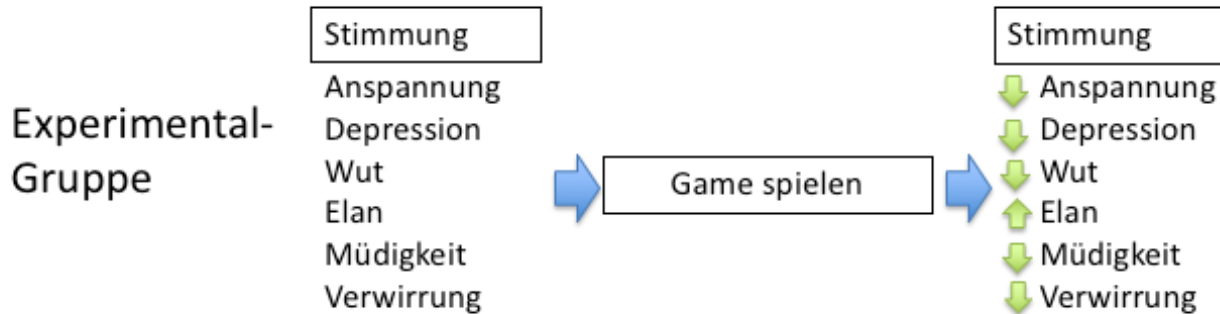 Experimental-
Gruppe
Stimmung
Anspannung
Depression
Wut
Elan
Müdigkeit
Verwirrung
Game spielen
Stimmung
Anspannung
Depression
Wut
Elan
Müdigkeit
Verwirrung